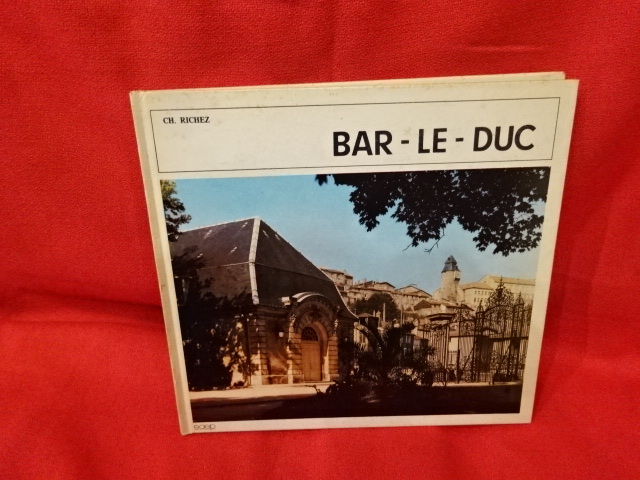 CH. RICHEZ
BAR - LE - DUC